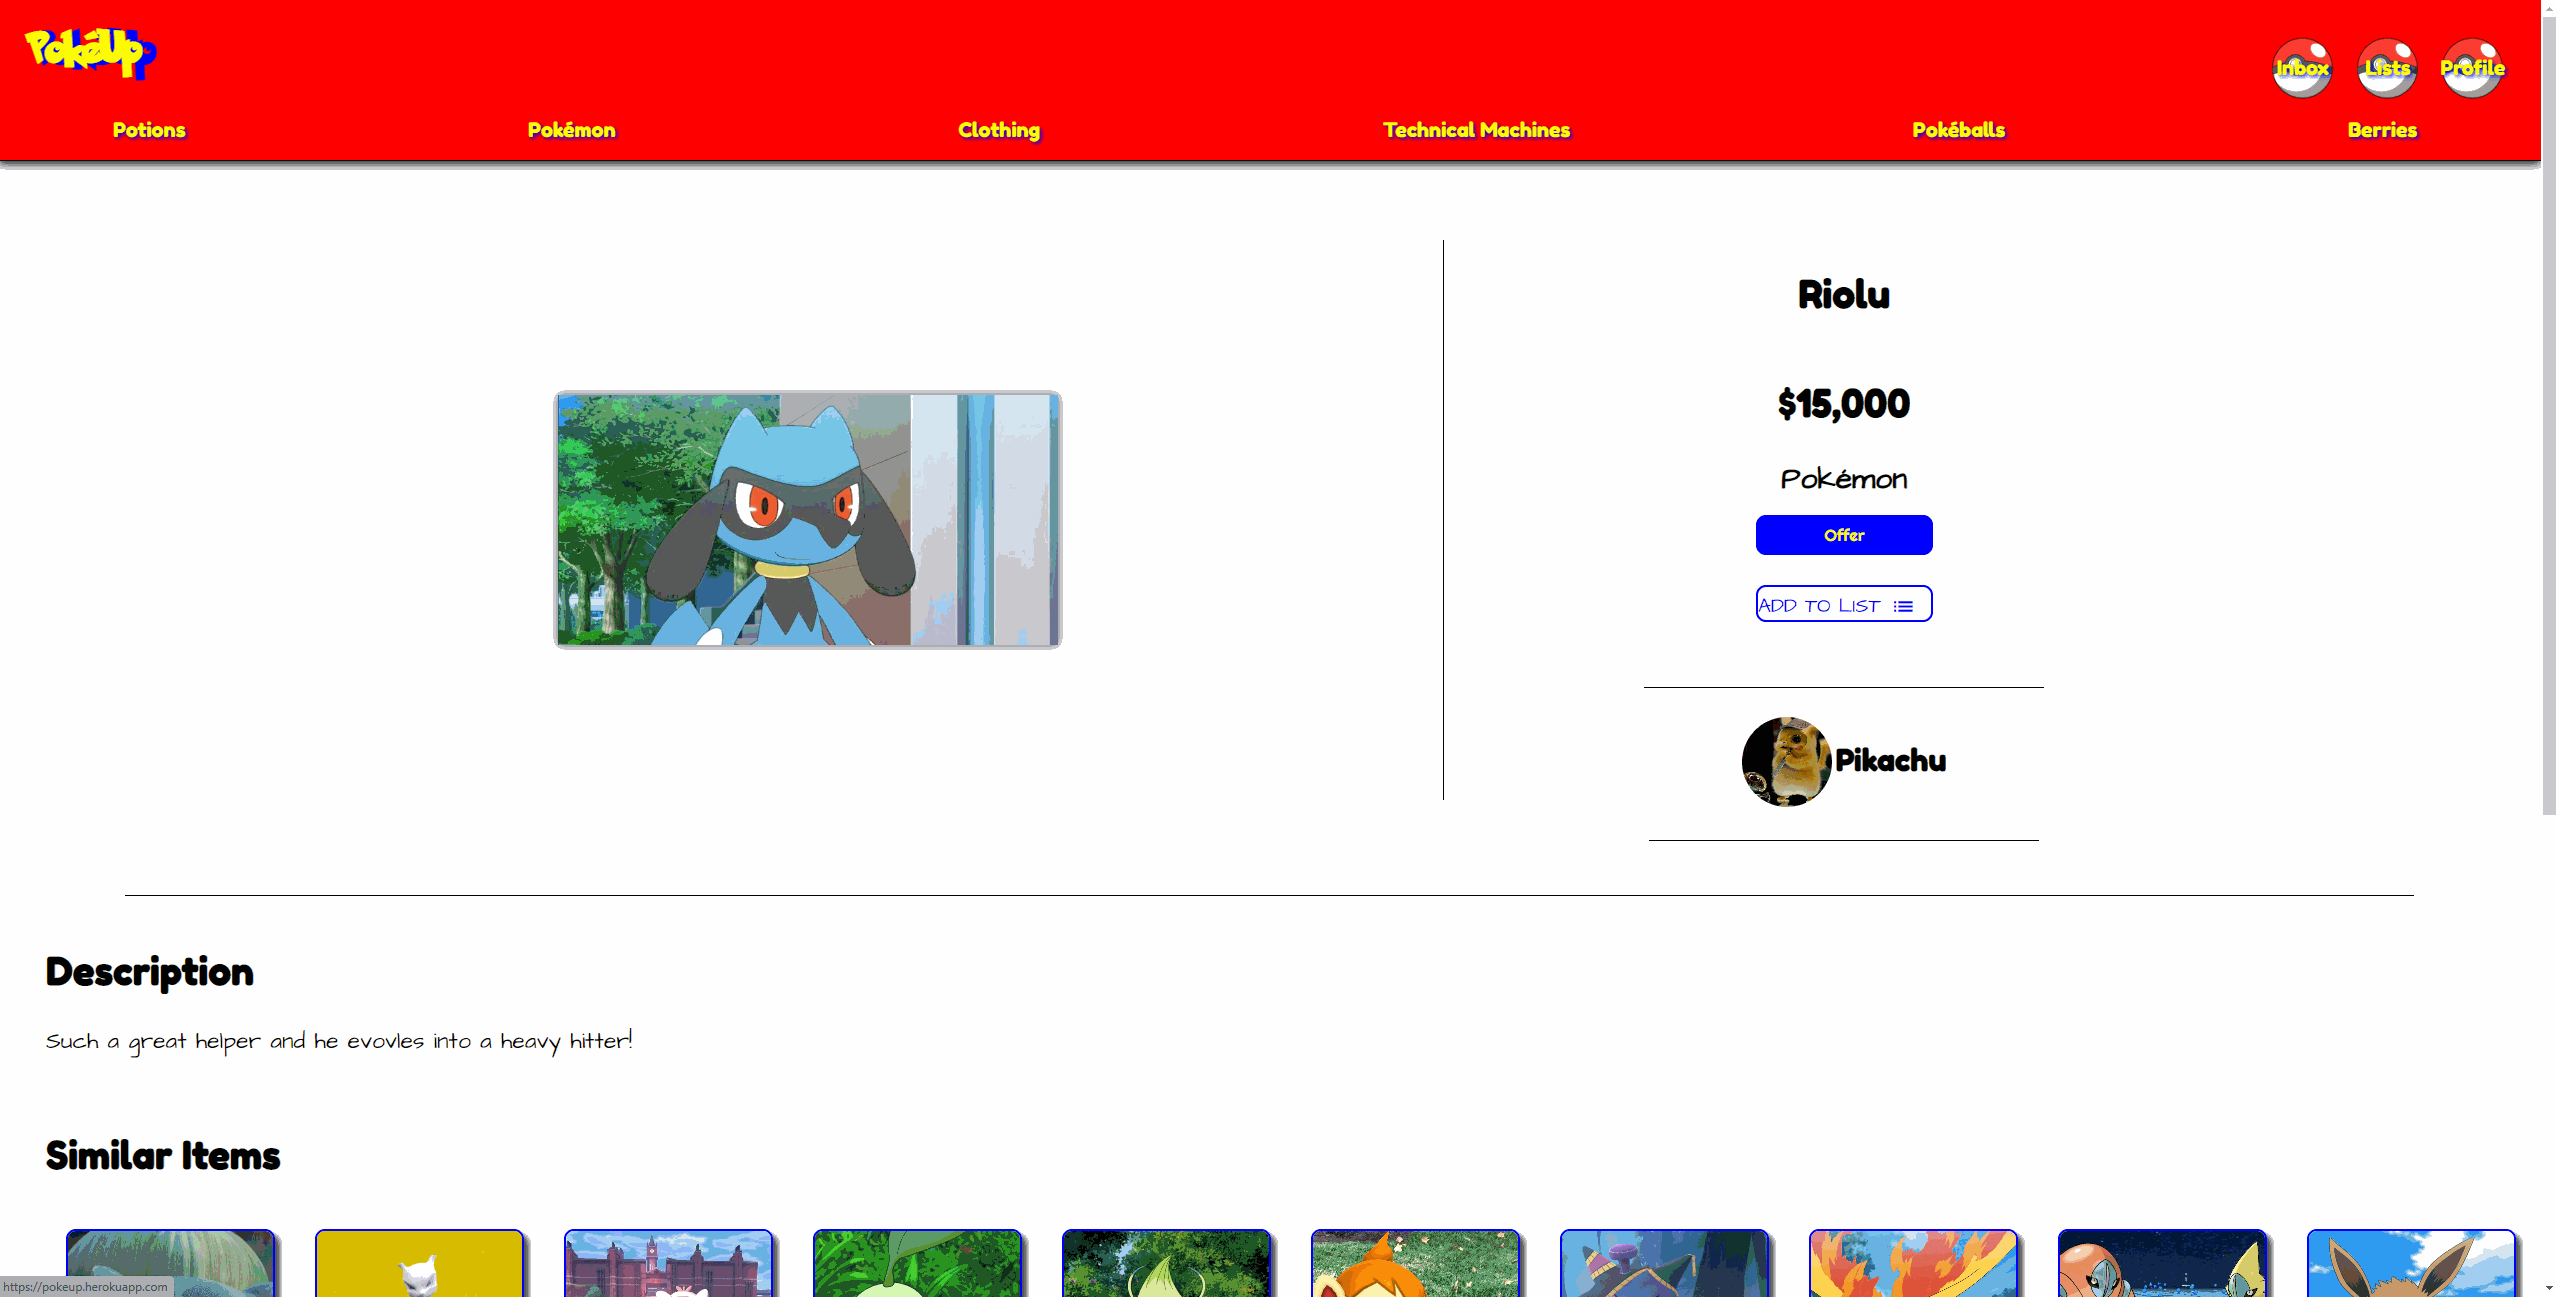 PokéUp
Inbox Lists Profile
Potions Pokémon Clothing Technical Machines Pokéballs Berries
Riolu
$15,000
Pokémon
Offer
ADD TO LIST
Pikachu
Description
Such a great helper and he evovles into a heavy hitter!
Similar Items
https://pokeup.herokuapp.com